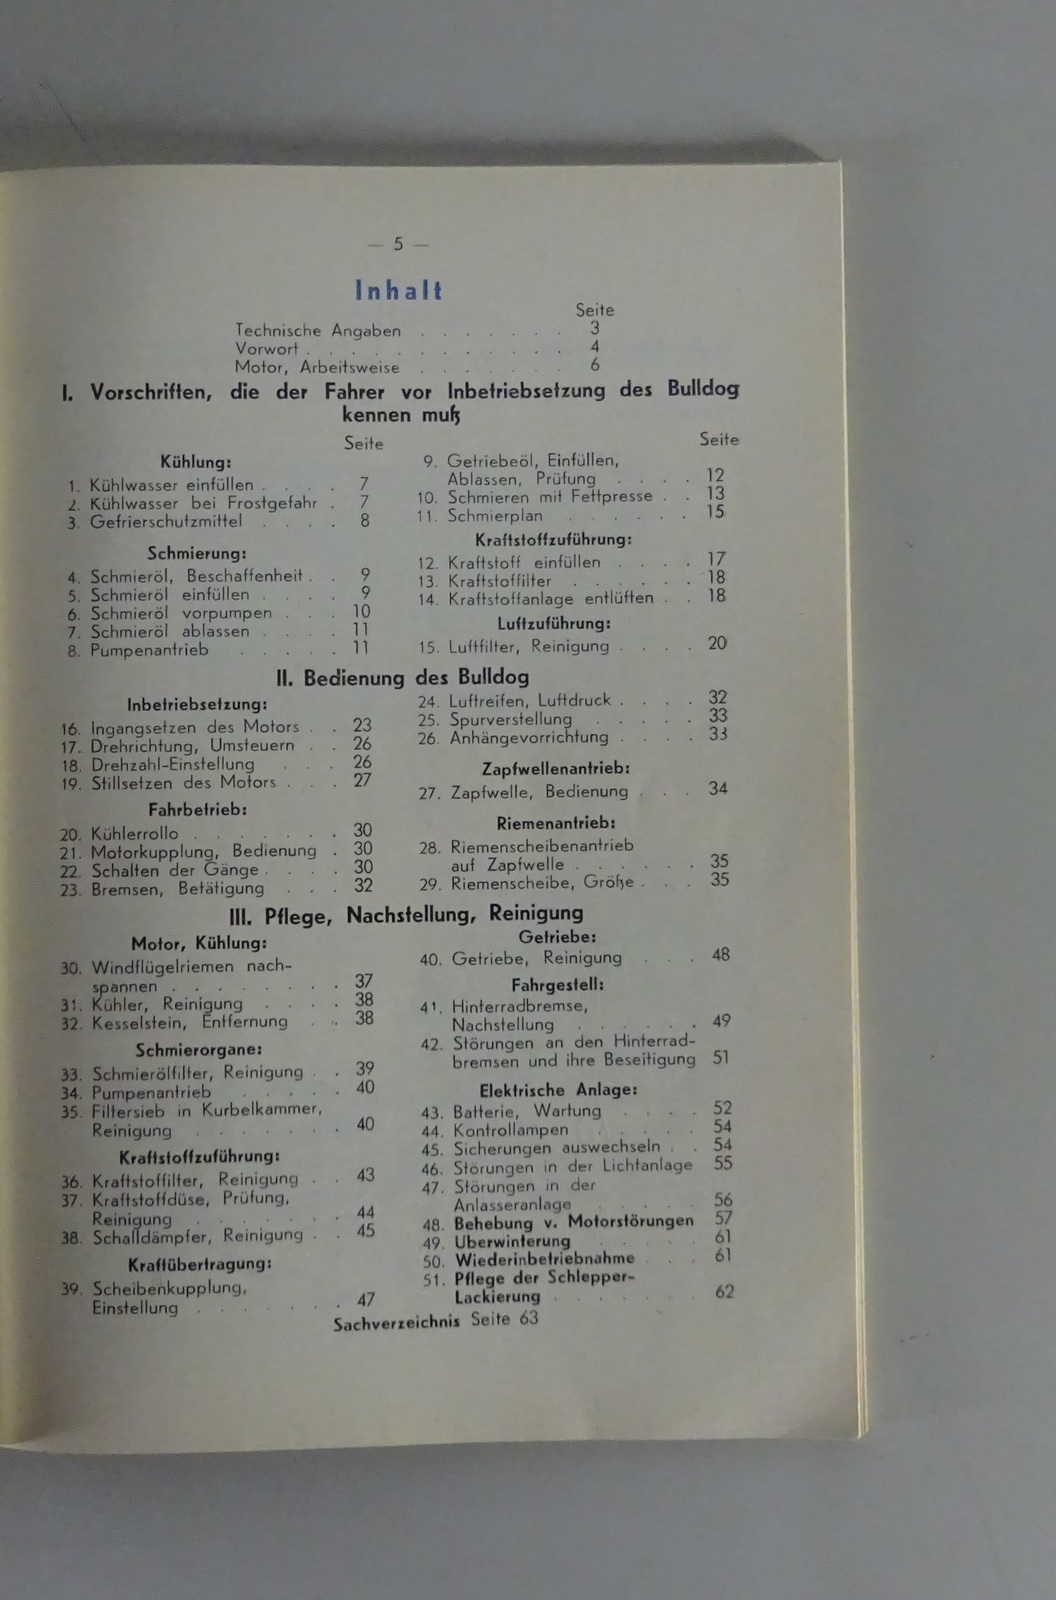 — 5 —
Inhalt
Seite
Technische Angaben . . . . . . . 3
Vorwort . . . . . . . . . . . . 4
Motor, Arbeitsweise . . . . . . . 6
I. Vorschriften, die der Fahrer vor Inbetriebsetzung des Bulldog
kennen muß
Seite
Kühlung:
1. Kühlwasser einfüllen . . . . 7
2. Kühlwasser bei Frostgefahr . 7
3. Gefrierschutzmittel . . . . 8
Schmierung:
4. Schmieröl, Beschaffenheit . . 9
5. Schmieröl einfüllen . . . . 9
6. Schmieröl vorpumpen . . . 10
7. Schmieröl ablassen . . . . 11
8. Pumpenantrieb . . . . . 11
Seite
9. Getriebeöl, Einfüllen,
Ablassen, Prüfung . . . . 12
10. Schmieren mit Fettpresse . . 13
11. Schmierplan . . . . . . 15
Kraftstoffzuführung:
12. Kraftstoff einfüllen . . . . 17
13. Kraftstoffilter . . . . . . 18
14. Kraftstoffanlage entlüften . . 18
Luftzuführung:
15. Luftfilter, Reinigung . . . . 20
II. Bedienung des Bulldog
Inbetriebsetzung:
16. Ingangsetzen des Motors . . 23
17. Drehrichtung, Umsteuern . . 26
18. Drehzahl-Einstellung . . . 26
19. Stillsetzen des Motors . . . 27
Fahrbetrieb:
20. Kühlerrollo . . . . . . . 30
21. Motorkupplung, Bedienung . 30
22. Schalten der Gänge . . . . 30
23. Bremsen, Betätigung . . . 32
24. Luftreifen, Luftdruck . . . . 32
25. Spurverstellung . . . . . 33
26. Anhängevorrichtung . . . . 33
Zapfwellenantrieb:
27. Zapfwelle, Bedienung . . . 34
Riemenantrieb:
28. Riemenscheibenantrieb
auf Zapfwelle . . . . . . 35
29. Riemenscheibe, Größe . . . 35
III. Pflege, Nachstellung, Reinigung
Motor, Kühlung:
30. Windflügelriemen nach-
spannen . . . . . . . . 37
31. Kühler, Reinigung . . . . 38
32. Kesselstein, Entfernung . . 38
Schmierorgane:
33. Schmierölfilter, Reinigung . . 39
34. Pumpenantrieb . . . . . 40
35. Filtersieb in Kurbelkammer,
Reinigung . . . . . . . 40
Kraftstoffzuführung:
36. Kraftstoffilter, Reinigung . . 43
37. Kraftstoffdüse, Prüfung,
Reinigung . . . . . . . 44
38. Schalldämpfer, Reinigung . . 45
Kraftübertragung:
39. Scheibenkupplung,
Einstellung . . . . . . . 47
Getriebe:
40. Getriebe, Reinigung . . . 48
Fahrgestell:
41. Hinterradbremse,
Nachstellung . . . . . . 49
42. Störungen an den Hinterrad-
bremsen und ihre Beseitigung 51
Elektrische Anlage:
43. Batterie, Wartung . . . . 52
44. Kontrollampen . . . . . 54
45. Sicherungen auswechseln . . 54
46. Störungen in der Lichtanlage 55
47. Störungen in der
Anlasseranlage . . . . . 56
48. Behebung v. Motorstörungen 57
49. Überwinterung . . . . . 61
50. Wiederinbetriebnahme . . 61
51. Pflege der Schlepper-
Lackierung . . . . . . . 62
Sachverzeichnis Seite 63